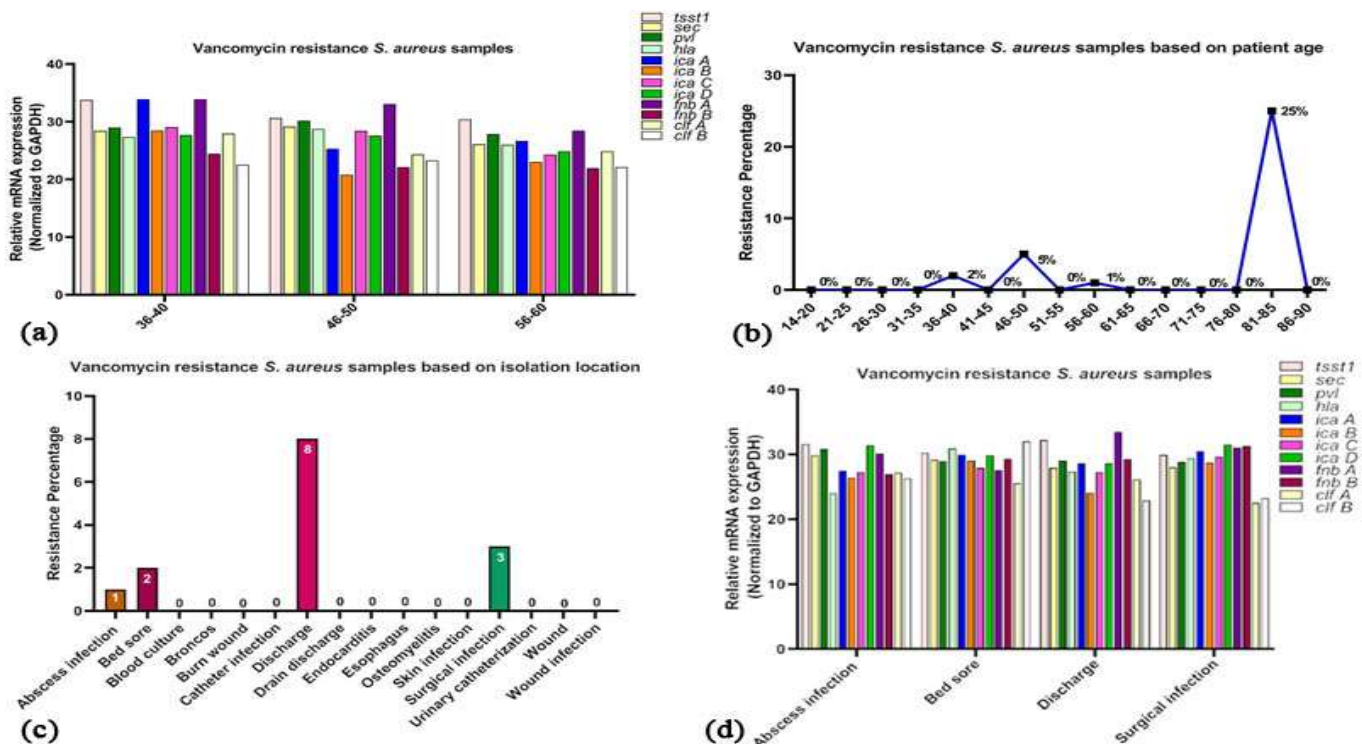 Vancomycin resistance S. aureus samples
tsst1
sec
pvl
hla
ica A
ica B
ica C
ica D
fnb A
fnb B
clf A
clf B
Relative mRNA expression
(Normalized to GAPDH)
40
30
20
10
0
36-40
46-50
56-60
(a)
Vancomycin resistance S. aureus samples based on patient age
Resistance Percentage
30
20
10
0
0%
0%
0%
0%
2%
0%
5%
0%
1%
0%
0%
0%
0%
25%
0%
14-20
21-25
26-30
31-35
36-40
41-45
46-50
51-55
56-60
61-65
66-70
71-75
76-80
81-85
86-90
(b)
Vancomycin resistance S. aureus samples based on isolation location
Resistance Percentage
10
8
6
4
2
0
1
2
0
0
0
0
8
0
0
0
0
0
3
0
0
0
Abscess infection
Bed sore
Blood culture
Broncos
Burn wound
Catheter infection
Discharge
Drain discharge
Endocarditis
Esophagus
Osteomyelitis
Skin infection
Surgical infection
Urinary catheterization
Wound
Wound infection
(c)
Vancomycin resistance S. aureus samples
tsst1
sec
pvl
hla
ica A
ica B
ica C
ica D
fnb A
fnb B
clf A
clf B
Relative mRNA expression
(Normalized to GAPDH)
40
30
20
10
0
Abscess infection
Bed sore
Discharge
Surgical infection
(d)